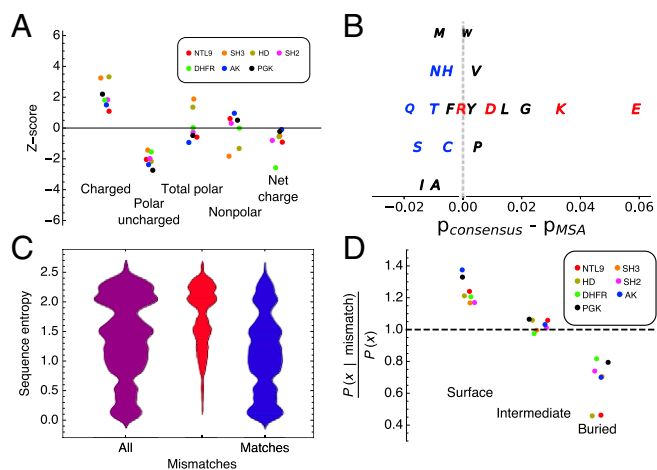 A
Z-score
6
4
2
0
−2
−4
−6
NTL9 SH3 HD SH2
DHFR AK PGK
Charged
Polar
uncharged
Total polar
Nonpolar
Net
charge
B
M W
N H V
Q T F R Y D L G K E
S C P
I A
−0.02 0.00 0.02 0.04 0.06
pconsensus - pMSA
C
Sequence entropy
2.5
2.0
1.5
1.0
0.5
0.0
All Matches
Mismatches
D
P(x | mismatch)
P(x)
1.4
1.2
1.0
0.8
0.6
0.4
NTL9 SH3
HD SH2
DHFR AK
PGK
Surface
Intermediate
Buried